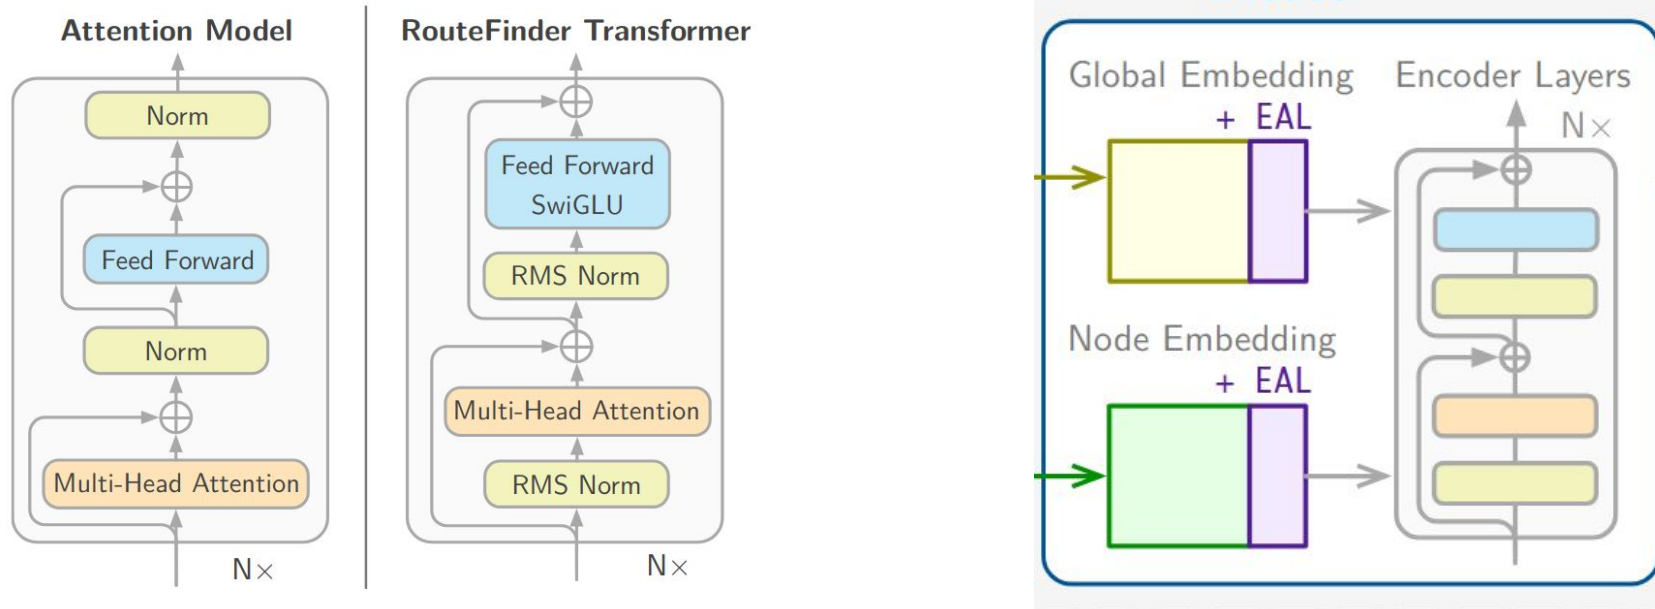 Attention Model
Norm
Feed Forward
Norm
Multi-Head Attention
N×
RouteFinder Transformer
Feed Forward
SwiGLU
RMS Norm
Multi-Head Attention
RMS Norm
N×
Global Embedding
+ EAL
Node Embedding
+ EAL
Encoder Layers
N×